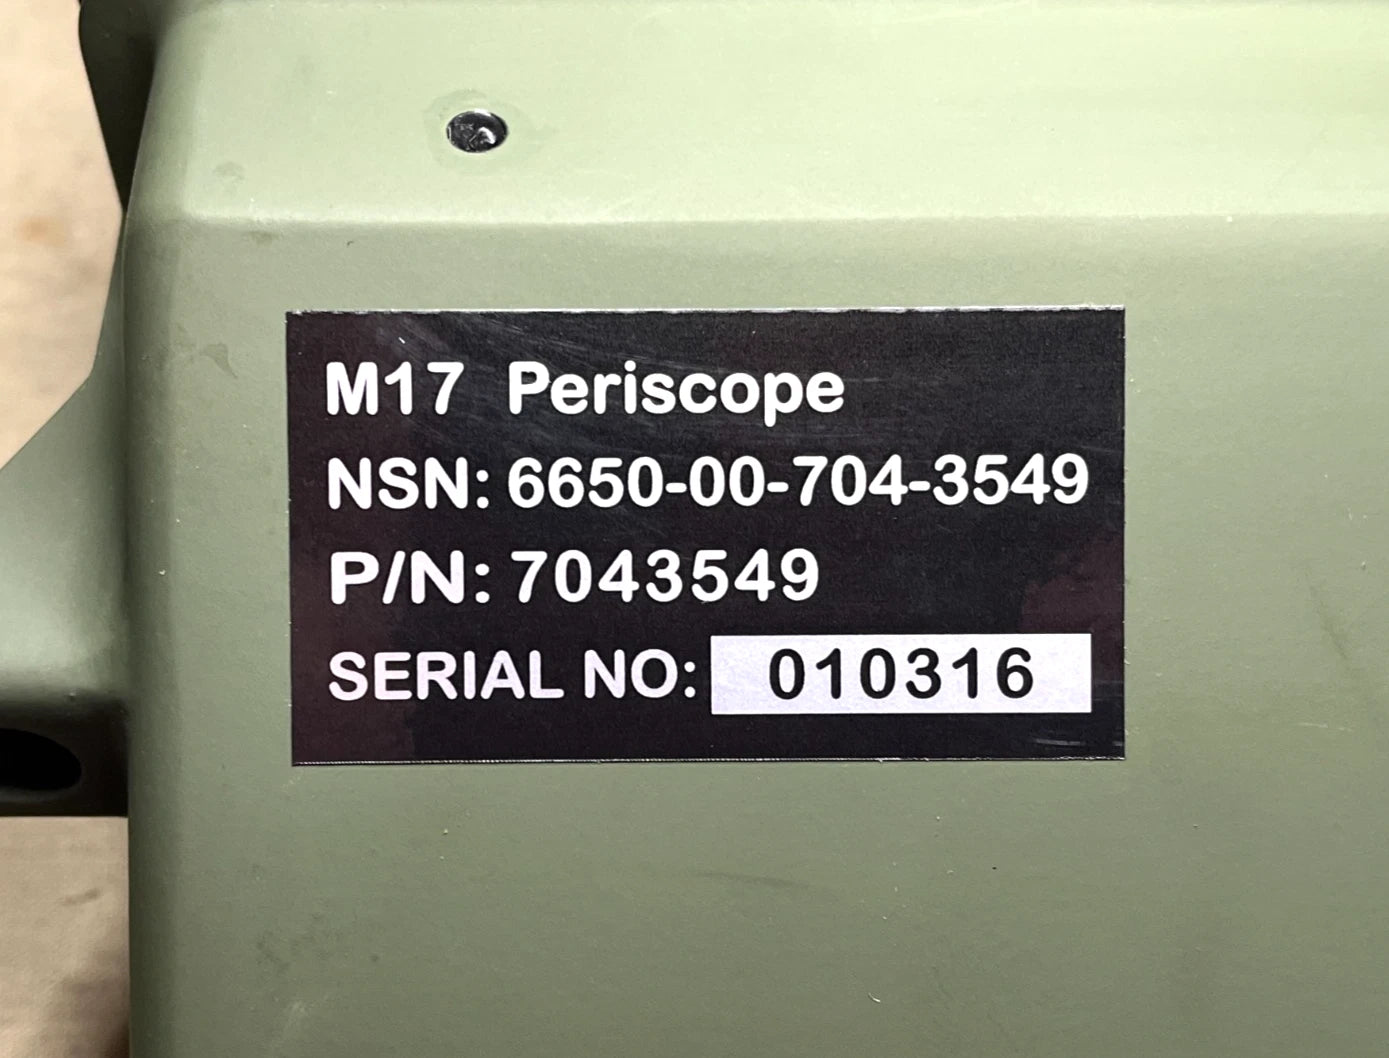 M17 Periscope
NSN: 6650-00-704-3549
P/N: 7043549
SERIAL NO: 010316